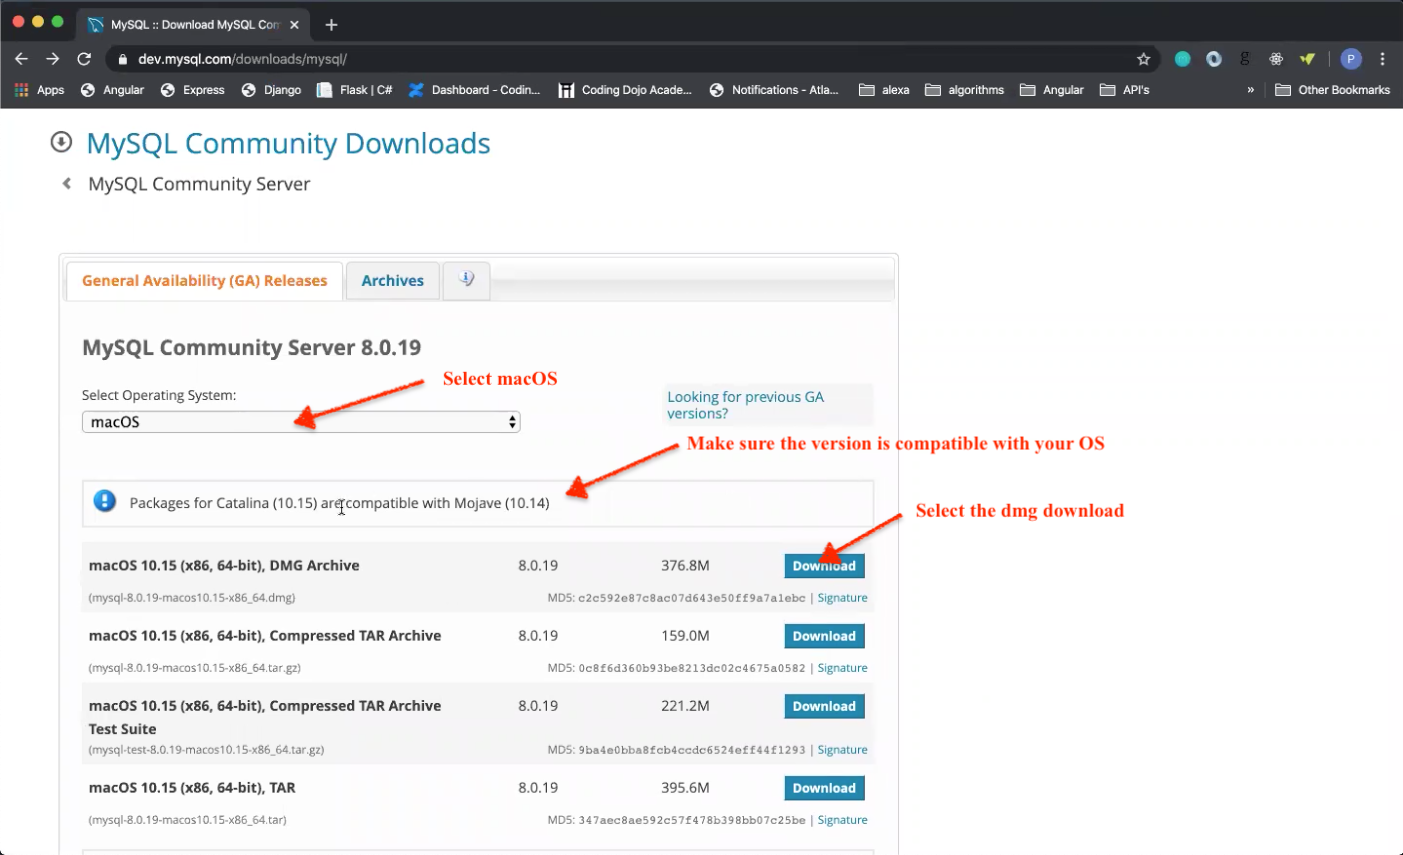 MySQL :: Download MySQL Com
dev.mysql.com/downloads/mysql/
P
Apps
Angular
Express
Django
Flask | C#
Dashboard - Codin...
Coding Dojo Acade...
Notifications - Atla...
alexa
algorithms
Angular
API's
»
Other Bookmarks
MySQL Community Downloads
MySQL Community Server
General Availability (GA) Releases
Archives
MySQL Community Server 8.0.19
Select macOS
Select Operating System:
macOS
Looking for previous GA
versions?
Make sure the version is compatible with your OS
Packages for Catalina (10.15) are compatible with Mojave (10.14)
Select the dmg download
macOS 10.15 (x86, 64-bit), DMG Archive 8.0.19 376.8M Download
(mysql-8.0.19-macos10.15-x86_64.dmg) MD5: c2c592e87c8ac07d643e50ff9a7a1ebc | Signature
macOS 10.15 (x86, 64-bit), Compressed TAR Archive 8.0.19 159.0M Download
(mysql-8.0.19-macos10.15-x86_64.tar.gz) MD5: 0c8f6d360b93be8213dc02c4675a0582 | Signature
macOS 10.15 (x86, 64-bit), Compressed TAR Archive 8.0.19 221.2M Download
Test Suite
(mysql-test-8.0.19-macos10.15-x86_64.tar.gz) MD5: 9ba4e0bba8fcb4ccdc6524eff44f1293 | Signature
macOS 10.15 (x86, 64-bit), TAR 8.0.19 395.6M Download
(mysql-8.0.19-macos10.15-x86_64.tar) MD5: 347aec8ae592c57f478b398bb07c25be | Signature